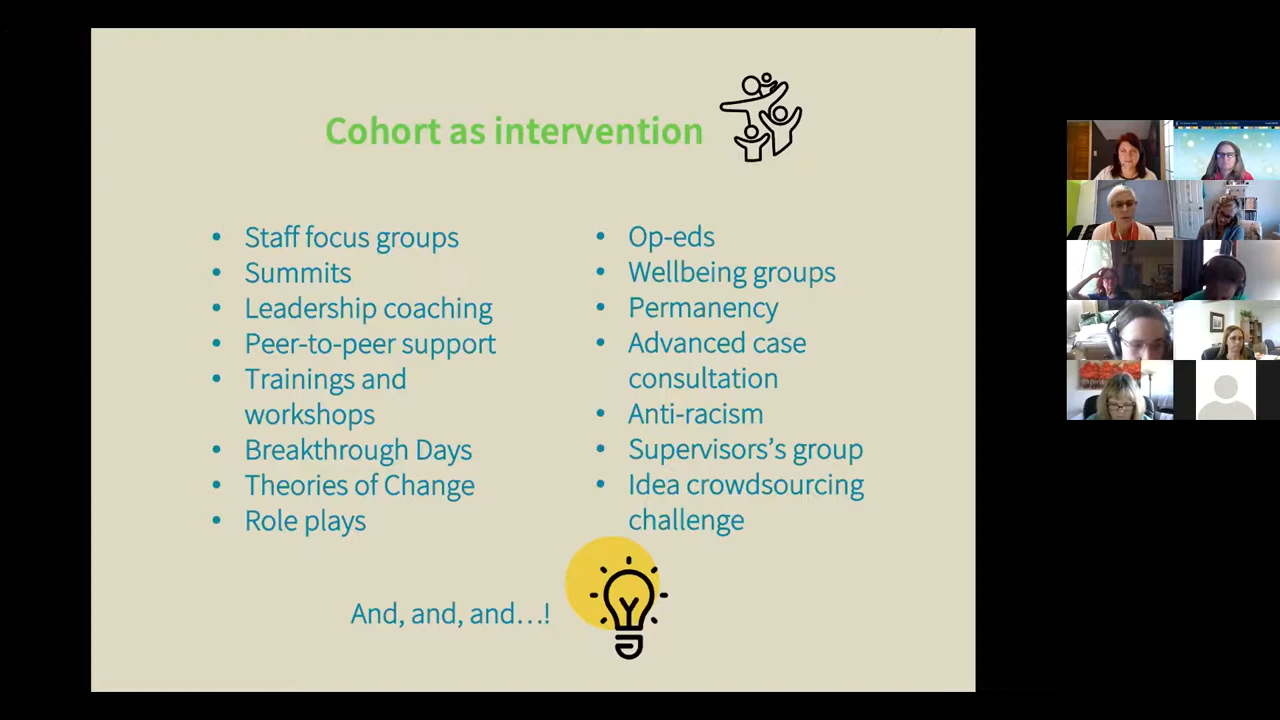 Cohort as intervention
• Staff focus groups
• Summits
• Leadership coaching
• Peer-to-peer support
• Trainings and
workshops
• Breakthrough Days
• Theories of Change
• Role plays
• Op-eds
• Wellbeing groups
• Permanency
• Advanced case
consultation
• Anti-racism
• Supervisors’s group
• Idea crowdsourcing
challenge
And, and, and…!